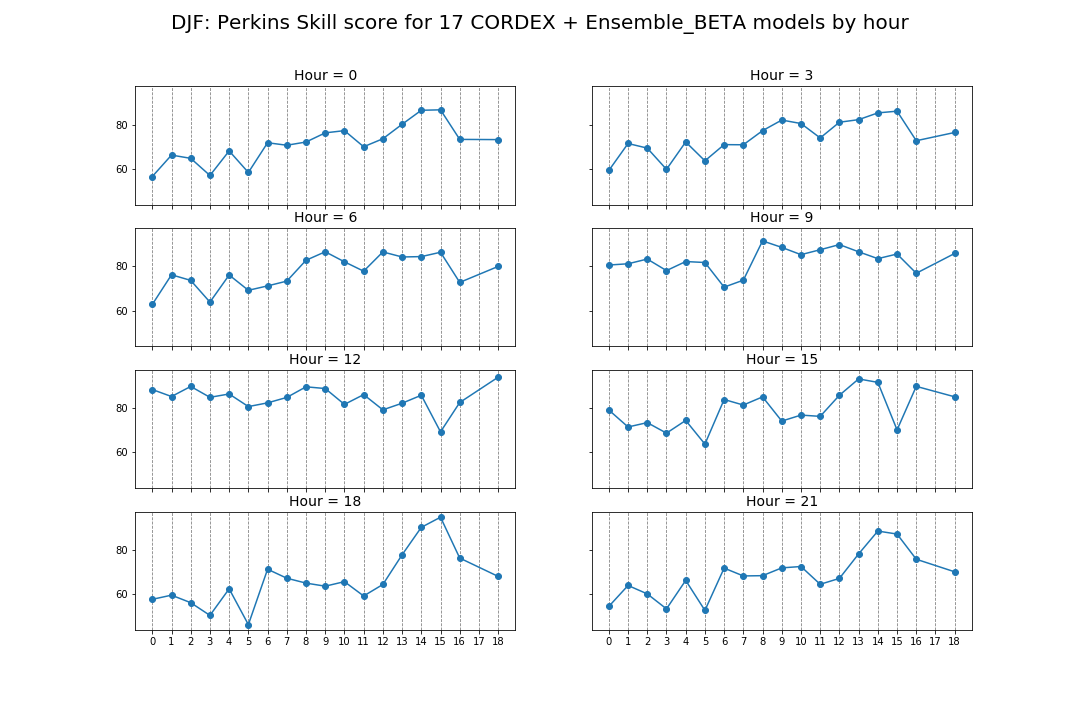 DJF: Perkins Skill score for 17 CORDEX + Ensemble_BETA models by hour
Hour = 0
Hour = 3
80
60
Hour = 6
Hour = 9
80
60
Hour = 12
Hour = 15
80
60
Hour = 18
Hour = 21
80
60
0 1 2 3 4 5 6 7 8 9 10 11 12 13 14 15 16 17 18
0 1 2 3 4 5 6 7 8 9 10 11 12 13 14 15 16 17 18